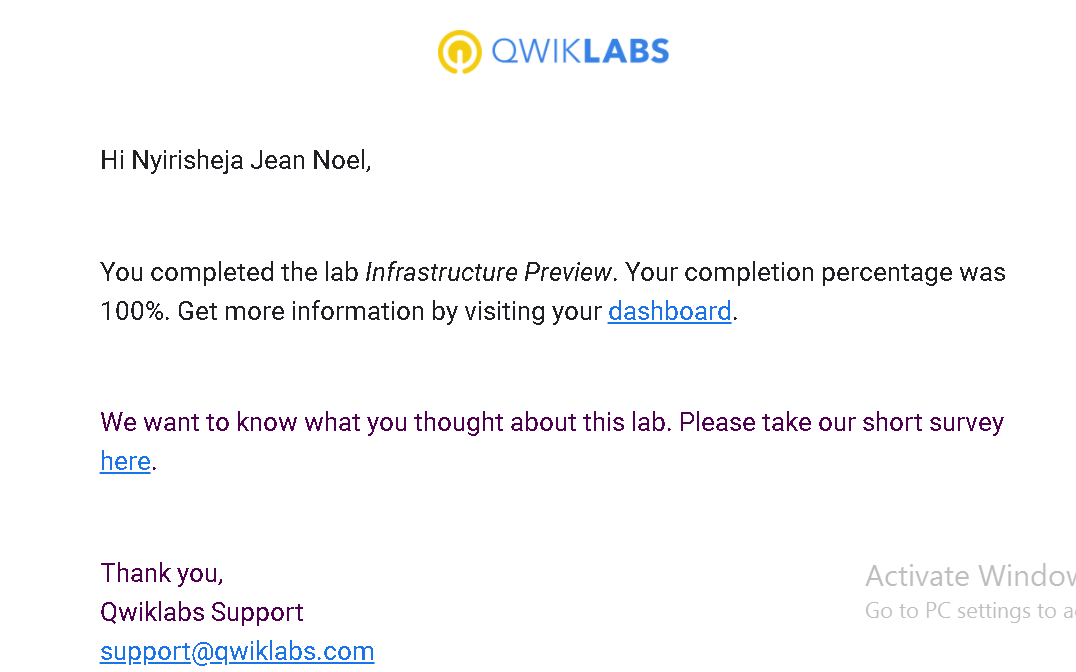 QWIKLABS
Hi Nyirisheja Jean Noel,
You completed the lab Infrastructure Preview. Your completion percentage was
100%. Get more information by visiting your dashboard.
We want to know what you thought about this lab. Please take our short survey
here.
Thank you,
Qwiklabs Support
support@qwiklabs.com
Activate Window
Go to PC settings to a